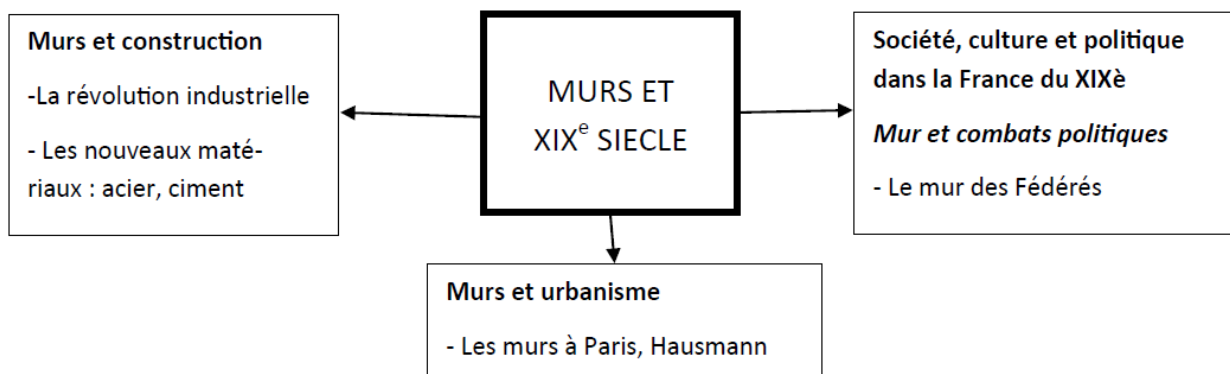 Murs et construction
-La révolution industrielle
- Les nouveaux maté-
riaux : acier, ciment
MURS ET
XIXe SIECLE
Société, culture et politique
dans la France du XIXè
Mur et combats politiques
- Le mur des Fédérés
Murs et urbanisme
- Les murs à Paris, Hausmann